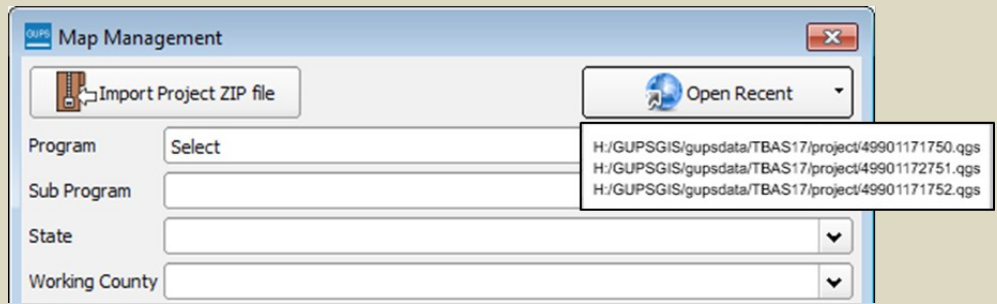 GUPS Map Management
Import Project ZIP file
Open Recent
Program
Select
H:/GUPSGIS/gupsdata/TBAS17/project/49901171750.qgs
H:/GUPSGIS/gupsdata/TBAS17/project/49901172751.qgs
H:/GUPSGIS/gupsdata/TBAS17/project/49901171752.qgs
Sub Program
State
Working County